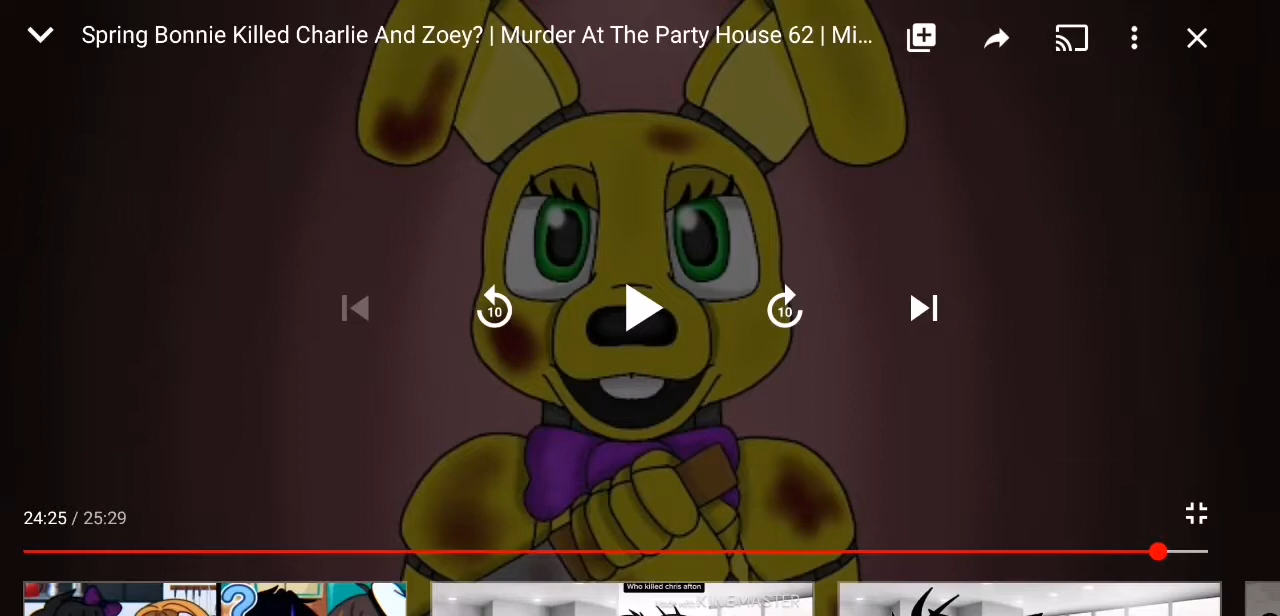 Spring Bonnie Killed Charlie And Zoey? | Murder At The Party House 62 | Mi...
10
10
24:25 / 25:29
?
Who killed chris afton
KINEMASTER